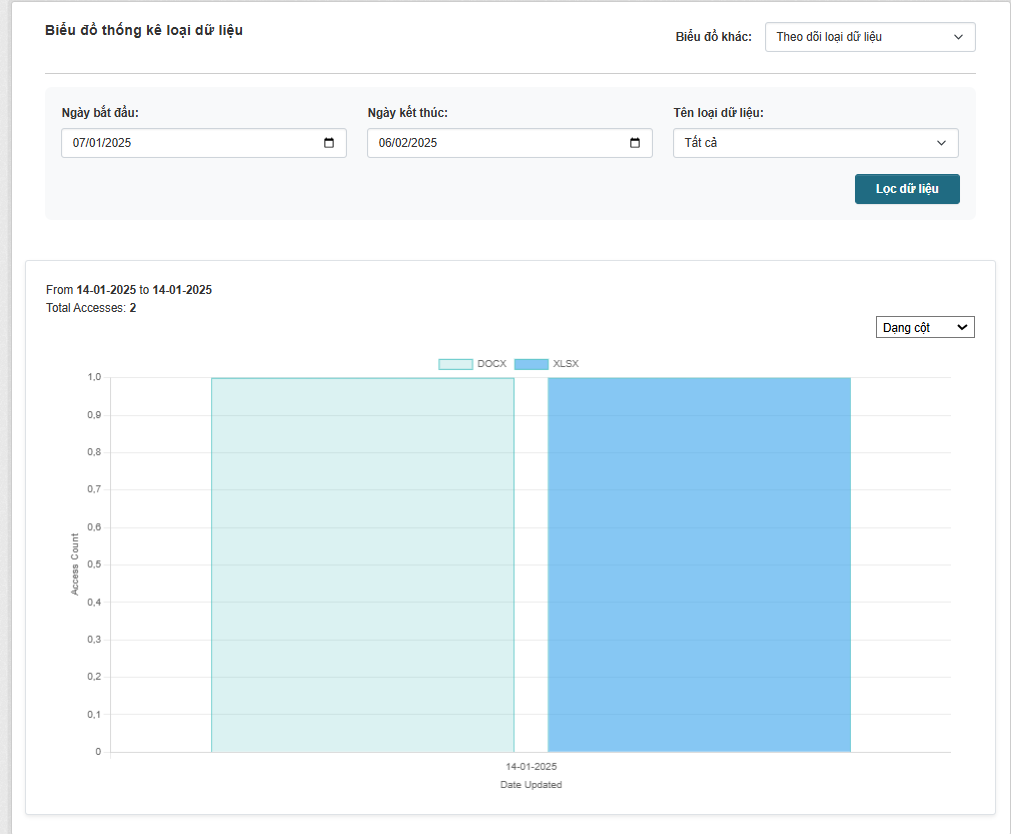 Biểu đồ thống kê loại dữ liệu
Biểu đồ khác:
Theo dõi loại dữ liệu
Ngày bắt đầu:
Ngày kết thúc:
Tên loại dữ liệu:
07/01/2025
06/02/2025
Tất cả
Lọc dữ liệu
From 14-01-2025 to 14-01-2025
Total Accesses: 2
Dạng cột
DOCX
XLSX
1,0
0,9
0,8
0,7
0,6
0,5
0,4
0,3
0,2
0,1
0
Access Count
14-01-2025
Date Updated